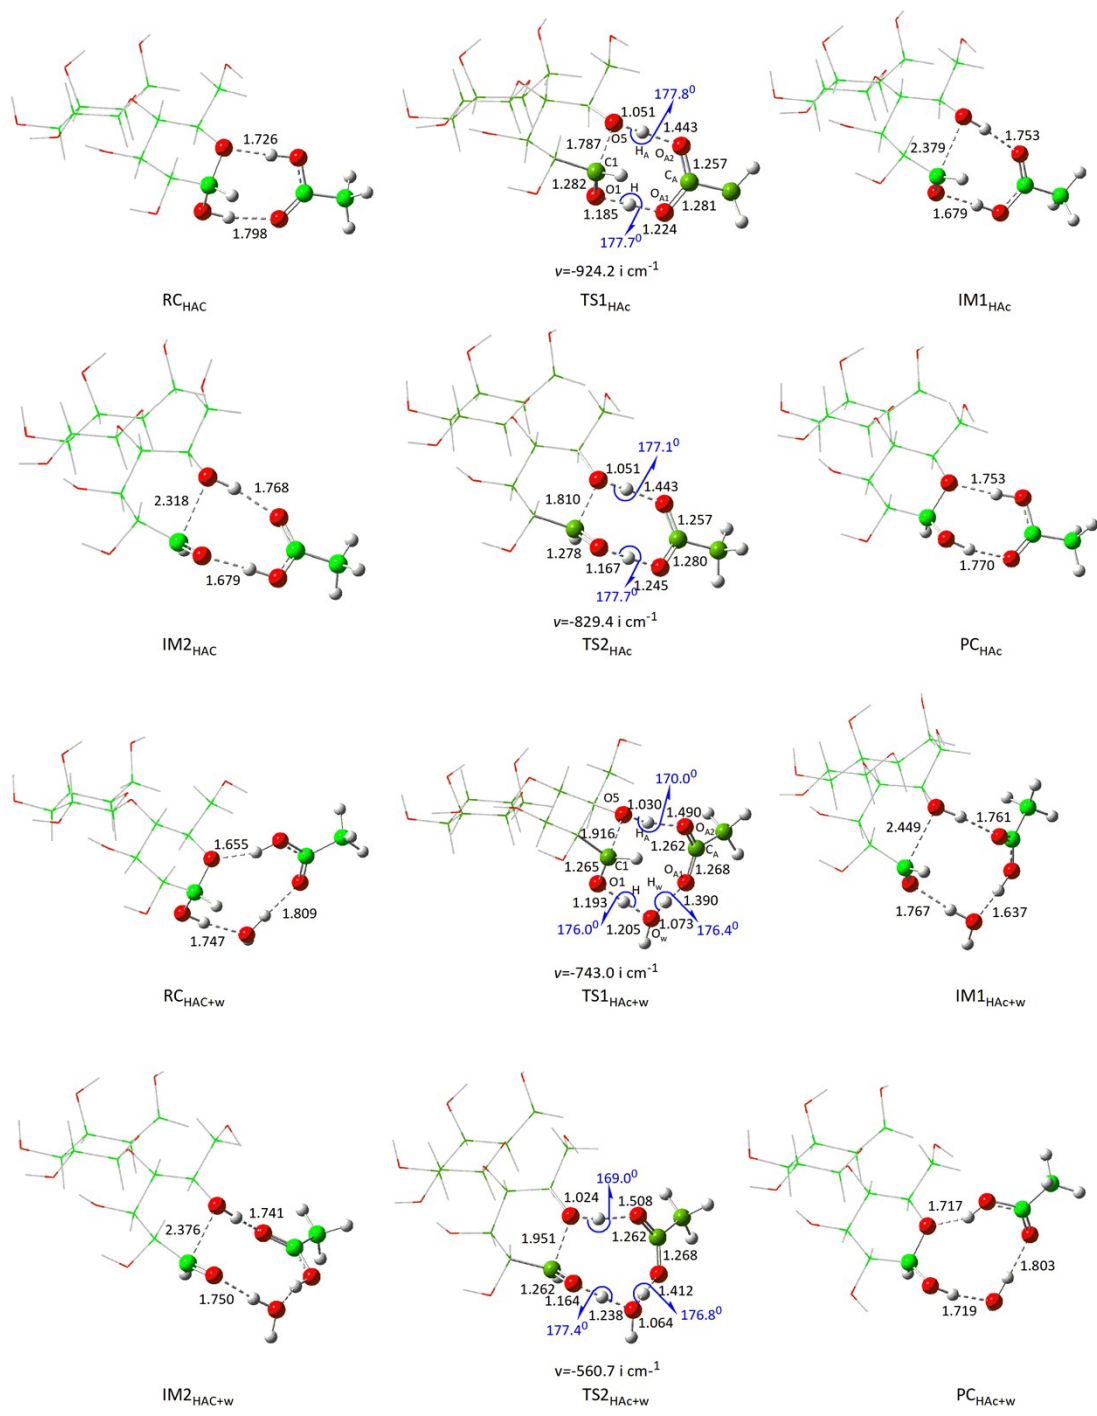 1.726
1.798
RC_HAC
177.8⁰
1.051
O5
1.443
1.787
H_A
O_A2
1.257
C1
C_A
1.282
O1
H
O_A1
1.281
1.185
1.224
177.7⁰
ν=-924.2 i cm⁻¹
TS1_HAc
1.753
2.379
1.679
IM1_HAc
1.768
2.318
1.679
IM2_HAC
177.1⁰
1.051
1.443
1.810
1.257
1.278
1.280
1.167
1.245
177.7⁰
ν=-829.4 i cm⁻¹
TS2_HAc
1.753
1.770
PC_HAc
1.655
1.809
1.747
RC_HAC+w
170.0⁰
O5
1.030
1.490
H_A
O_A2
1.916
1.262
C_A
C1
1.265
O_A1
1.268
O1
H
H_w
1.193
1.390
176.0⁰
1.205
1.073
176.4⁰
O_w
ν=-743.0 i cm⁻¹
TS1_HAc+w
1.761
2.449
1.767
1.637
IM1_HAc+w
1.741
2.376
1.750
IM2_HAC+w
169.0⁰
1.024
1.508
1.262
1.951
1.268
1.262
1.164
1.412
177.4⁰
1.238
1.064
176.8⁰
ν=-560.7 i cm-¹
TS2_HAc+w
1.717
1.803
1.719
PC_HAc+w